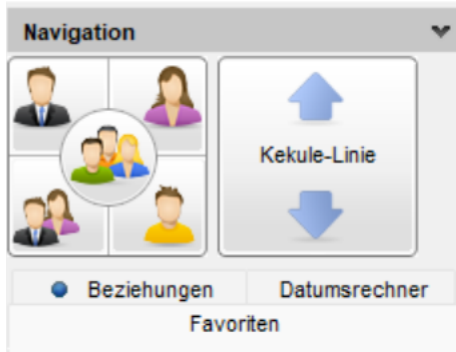 Navigation
Kekule-Linie
Beziehungen Datumsrechner
Favoriten